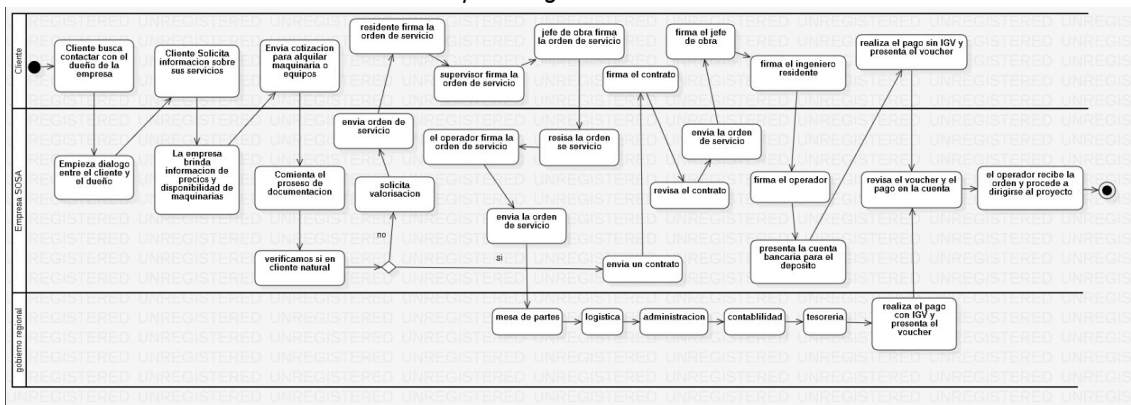 Cliente
Cliente busca
contactar con el
dueño de la
empresa
Cliente Solicita
informacion sobre
sus servicios
Envia cotizacion
para alquilar
maquinaria o
equipos
residente firma la
orden de servicio
supervisor firma la
orden de servicio
jefe de obra firma
la orden de servicio
firma el contrato
firma el jefe
de obra
firma el ingeniero
residente
realiza el pago sin IGV y
presenta el voucher
Empresa SOSA
Empieza dialogo
entre el cliente y
el dueño
La empresa
brinda
informacion de
precios y
disponibilidad de
maquinarias
Comienta el
proseso de
documentacion
verificamos si en
cliente natural
no
si
solicita
valorisacion
envia orden de
servicio
el operador firma la
orden de servicio
resisa la orden
se servicio
envia la orden
de servicio
envia un contrato
revisa el contrato
envia la orden
de servicio
firma el operador
presenta la cuenta
bancaria para el
deposito
revisa el voucher y el
pago en la cuenta
el operador recibe la
orden y procede a
dirigirse al proyecto
gobierno regional
mesa de partes
logistica
administracion
contablilidad
tesoreria
realiza el pago
con IGV y
presenta el
voucher
UNREGISTERED